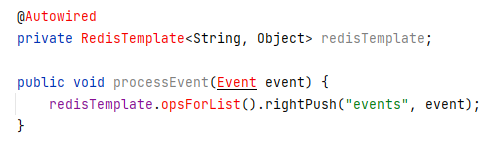 @Autowired
private RedisTemplate<String, Object> redisTemplate;

public void processEvent(Event event) {
    redisTemplate.opsForList().rightPush("events", event);
}